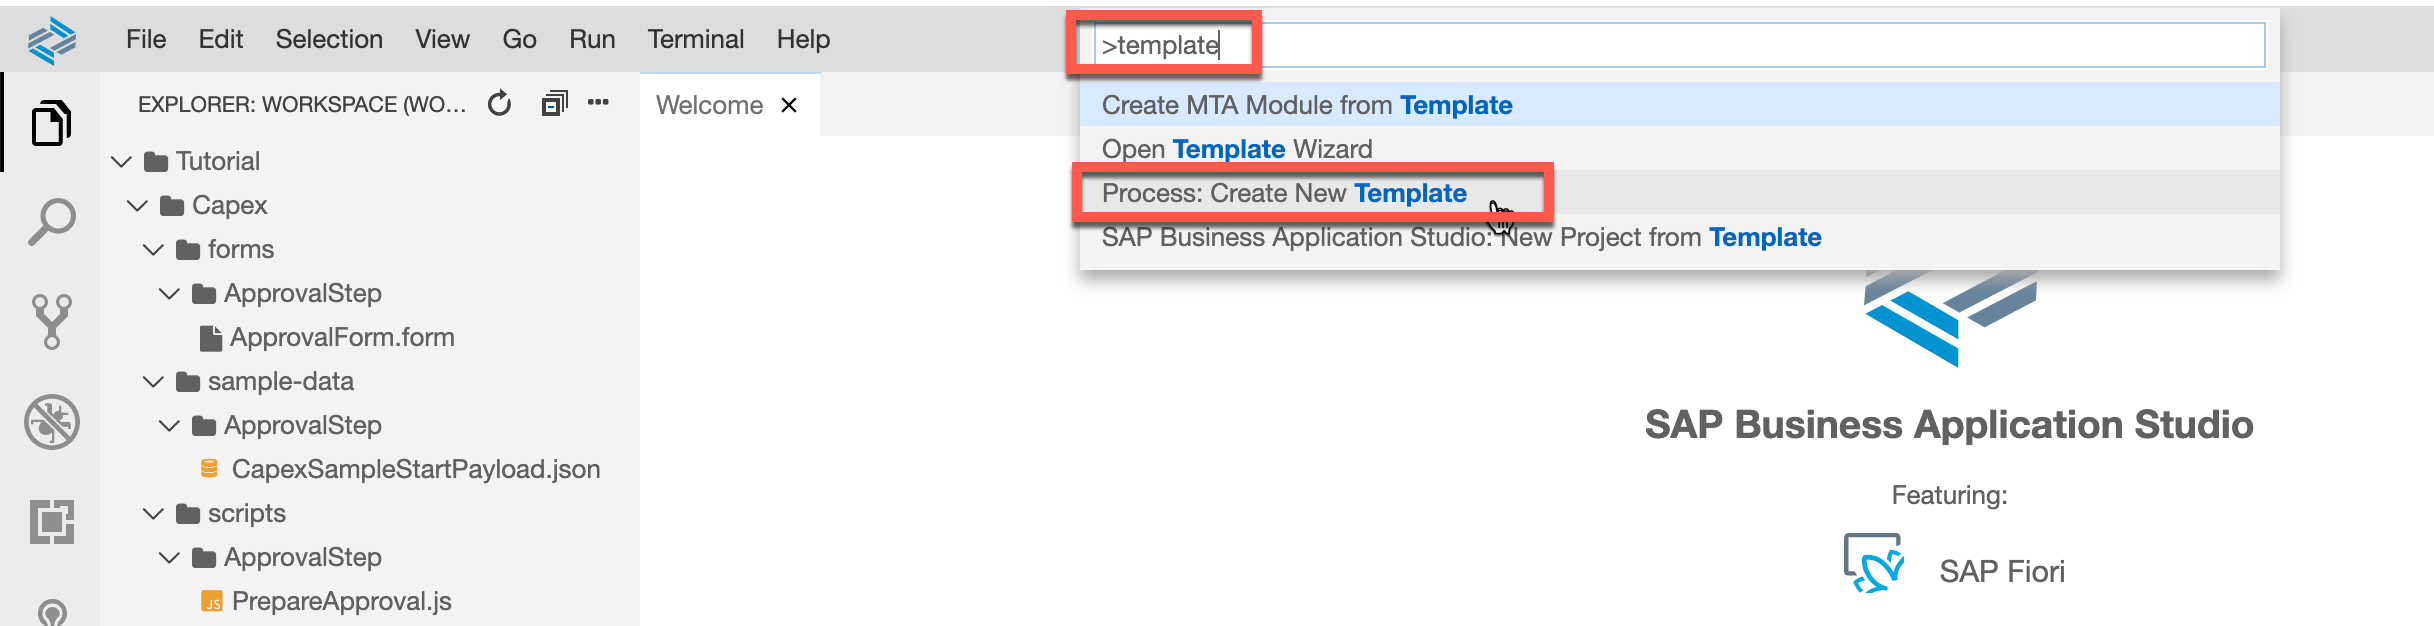 File Edit Selection View Go Run Terminal Help
>template
Create MTA Module from Template
Open Template Wizard
Process: Create New Template
SAP Business Application Studio: New Project from Template
EXPLORER: WORKSPACE (WO...
Tutorial
Capex
forms
ApprovalStep
ApprovalForm.form
sample-data
ApprovalStep
CapexSampleStartPayload.json
scripts
ApprovalStep
JS PrepareApproval.js
Welcome
SAP Business Application Studio
Featuring:
SAP Fiori